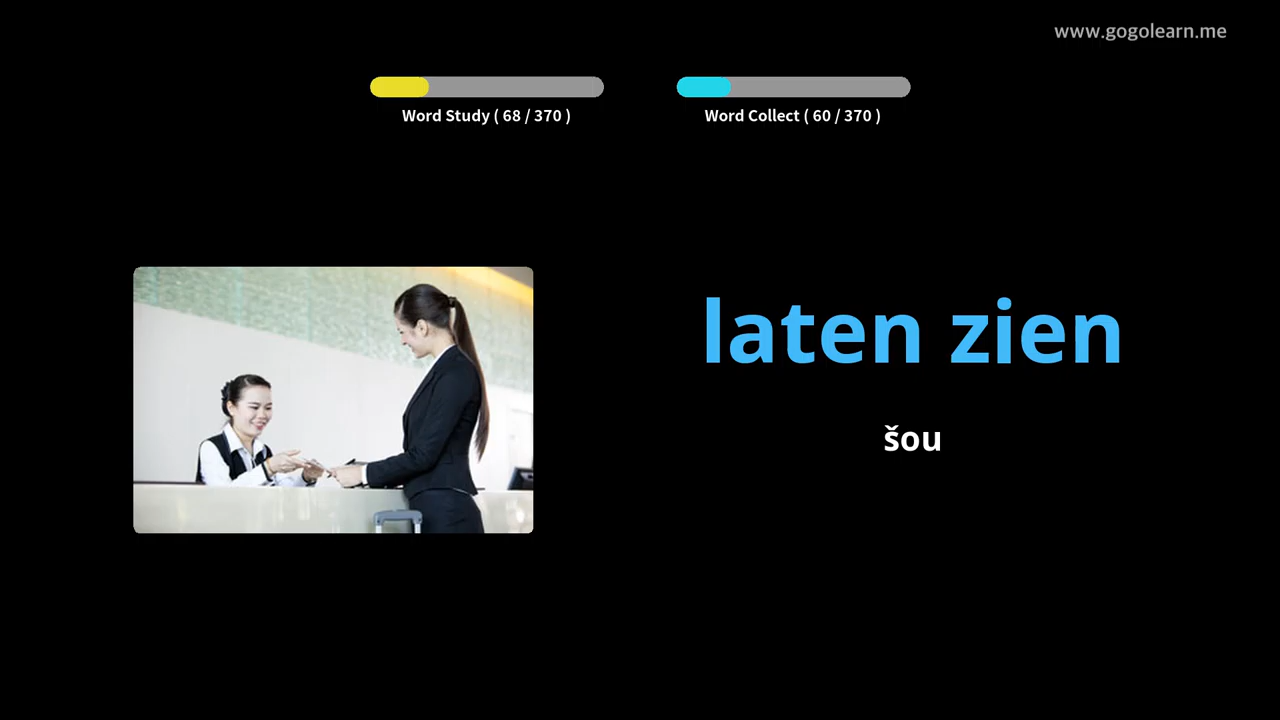 www.gogolearn.me
Word Study ( 68 / 370 )
Word Collect ( 60 / 370 )
laten zien
šou